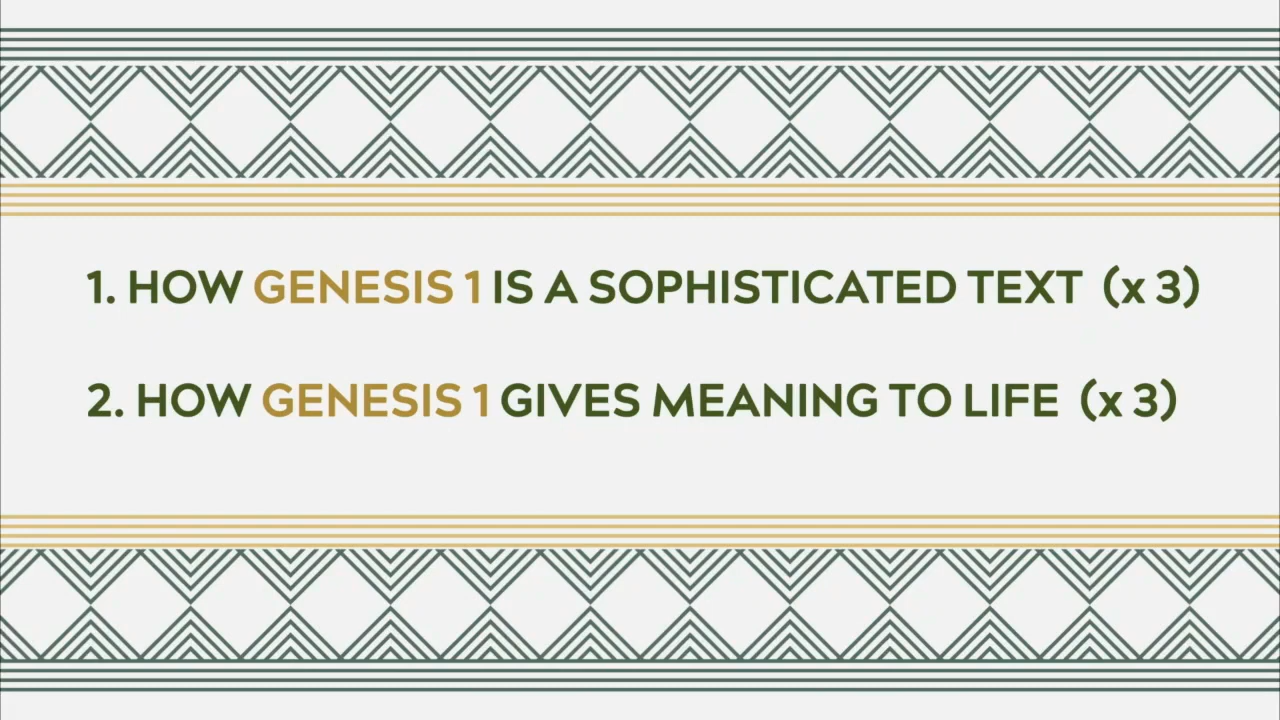 1. HOW GENESIS 1 IS A SOPHISTICATED TEXT (x 3)
2. HOW GENESIS 1 GIVES MEANING TO LIFE (x 3)